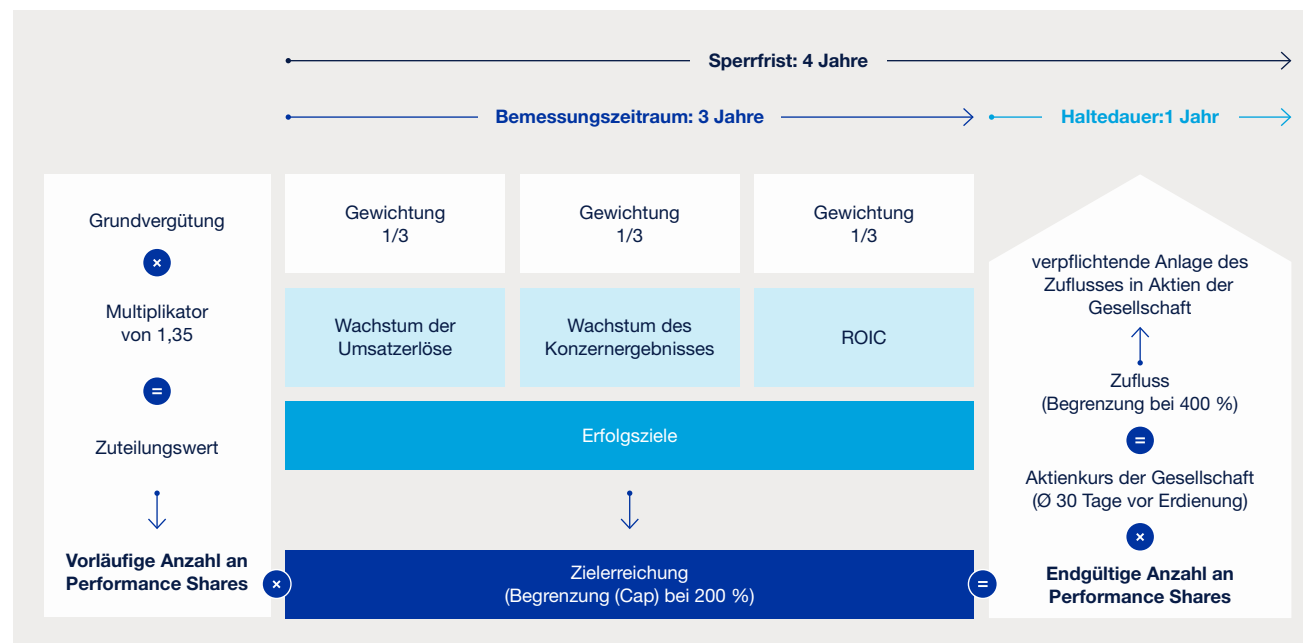 Sperrfrist: 4 Jahre
Bemessungszeitraum: 3 Jahre
Haltedauer:1 Jahr
Grundvergütung
×
Multiplikator
von 1,35
=
Zuteilungswert
Vorläufige Anzahl an
Performance Shares
×
Gewichtung
1/3
Gewichtung
1/3
Gewichtung
1/3
Wachstum der
Umsatzerlöse
Wachstum des
Konzernergebnisses
ROIC
Erfolgsziele
Zielerreichung
(Begrenzung (Cap) bei 200 %)
=
verpflichtende Anlage des
Zuflusses in Aktien der
Gesellschaft
Zufluss
(Begrenzung bei 400 %)
=
Aktienkurs der Gesellschaft
(Ø 30 Tage vor Erdienung)
×
Endgültige Anzahl an
Performance Shares